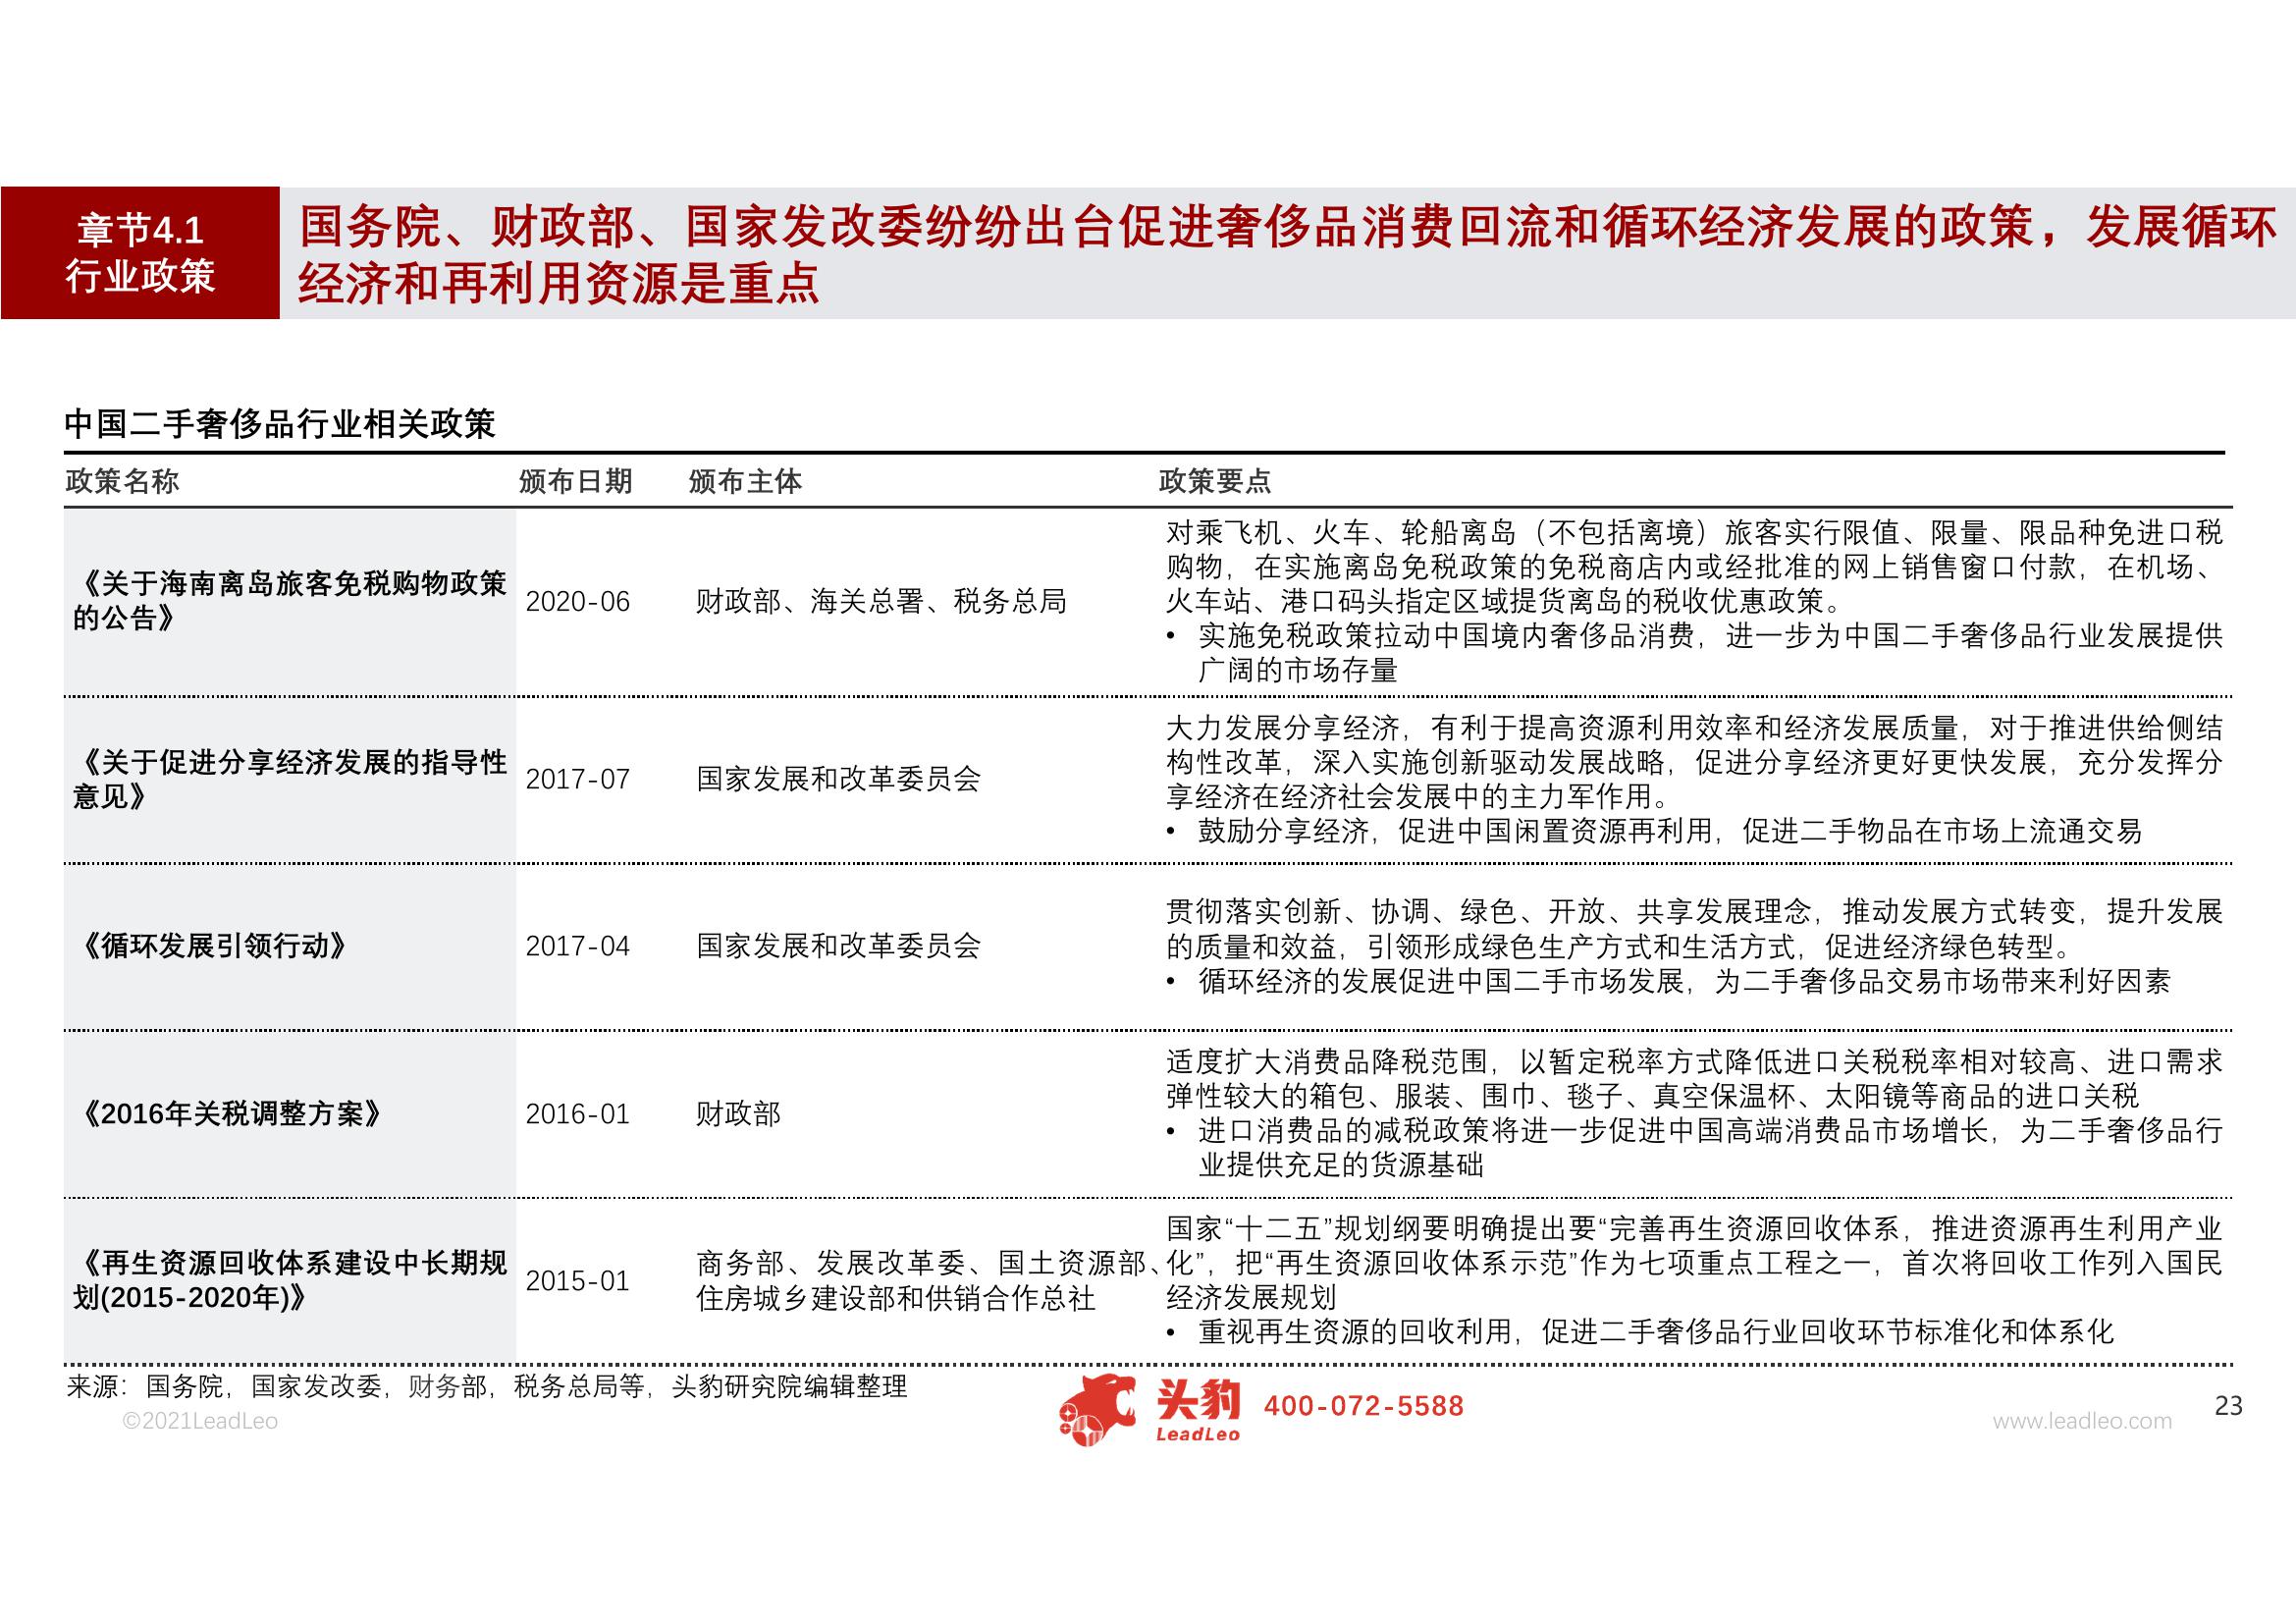 章节4.1
行业政策
国务院、财政部、国家发改委纷纷出台促进奢侈品消费回流和循环经济发展的政策，发展循环
经济和再利用资源是重点
中国二手奢侈品行业相关政策
政策名称 颁布日期 颁布主体 政策要点
《关于海南离岛旅客免税购物政策
的公告》
2020-06
财政部、海关总署、税务总局
对乘飞机、火车、轮船离岛（不包括离境）旅客实行限值、限量、限品种免进口税
购物，在实施离岛免税政策的免税商店内或经批准的网上销售窗口付款，在机场、
火车站、港口码头指定区域提货离岛的税收优惠政策。
• 实施免税政策拉动中国境内奢侈品消费，进一步为中国二手奢侈品行业发展提供
广阔的市场存量
《关于促进分享经济发展的指导性
意见》
2017-07
国家发展和改革委员会
大力发展分享经济，有利于提高资源利用效率和经济发展质量，对于推进供给侧结
构性改革，深入实施创新驱动发展战略，促进分享经济更好更快发展，充分发挥分
享经济在经济社会发展中的主力军作用。
• 鼓励分享经济，促进中国闲置资源再利用，促进二手物品在市场上流通交易
《循环发展引领行动》
2017-04
国家发展和改革委员会
贯彻落实创新、协调、绿色、开放、共享发展理念，推动发展方式转变，提升发展
的质量和效益，引领形成绿色生产方式和生活方式，促进经济绿色转型。
• 循环经济的发展促进中国二手市场发展，为二手奢侈品交易市场带来利好因素
《2016年关税调整方案》
2016-01
财政部
适度扩大消费品降税范围，以暂定税率方式降低进口关税税率相对较高、进口需求
弹性较大的箱包、服装、围巾、毯子、真空保温杯、太阳镜等商品的进口关税
• 进口消费品的减税政策将进一步促进中国高端消费品市场增长，为二手奢侈品行
业提供充足的货源基础
《再生资源回收体系建设中长期规
划(2015-2020年)》
2015-01
商务部、发展改革委、国土资源部、
住房城乡建设部和供销合作总社
国家“十二五”规划纲要明确提出要“完善再生资源回收体系，推进资源再生利用产业
化”，把“再生资源回收体系示范”作为七项重点工程之一，首次将回收工作列入国民
经济发展规划
• 重视再生资源的回收利用，促进二手奢侈品行业回收环节标准化和体系化
来源：国务院，国家发改委，财务部，税务总局等，头豹研究院编辑整理
©2021LeadLeo
头豹
LeadLeo
400-072-5588
www.leadleo.com
23